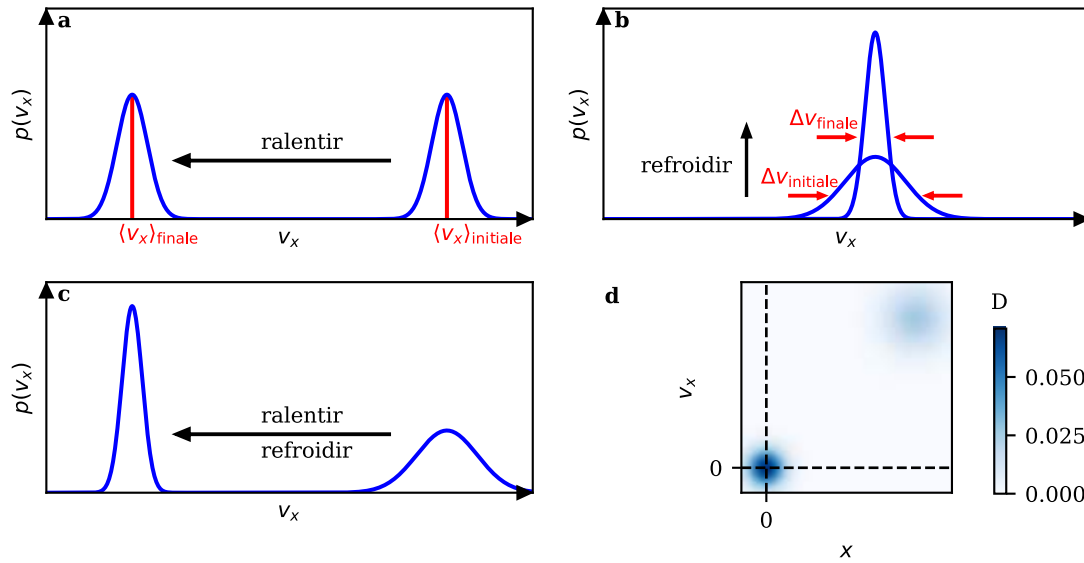 a
p(vₓ)
ralentir
⟨vₓ⟩finale
vₓ
⟨vₓ⟩initiale
b
p(vₓ)
refroidir
Δvfinale
Δvinitiale
vₓ
c
p(vₓ)
ralentir
refroidir
vₓ
d
vₓ
0
0
x
D
0.050
0.025
0.000